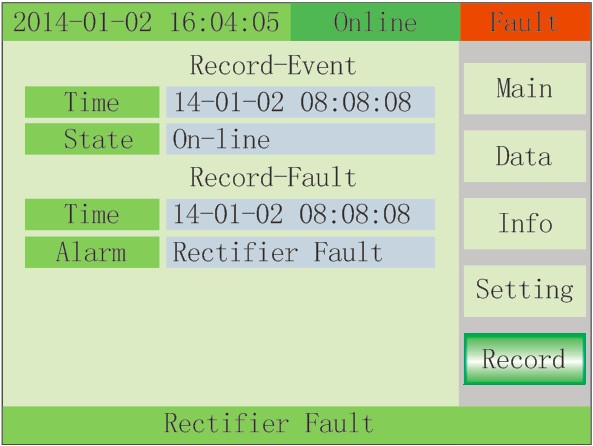 2014-01-02 16:04:05 Online Fault
Record-Event
Time 14-01-02 08:08:08
State On-line
Record-Fault
Time 14-01-02 08:08:08
Alarm Rectifier Fault
Main
Data
Info
Setting
Record
Rectifier Fault